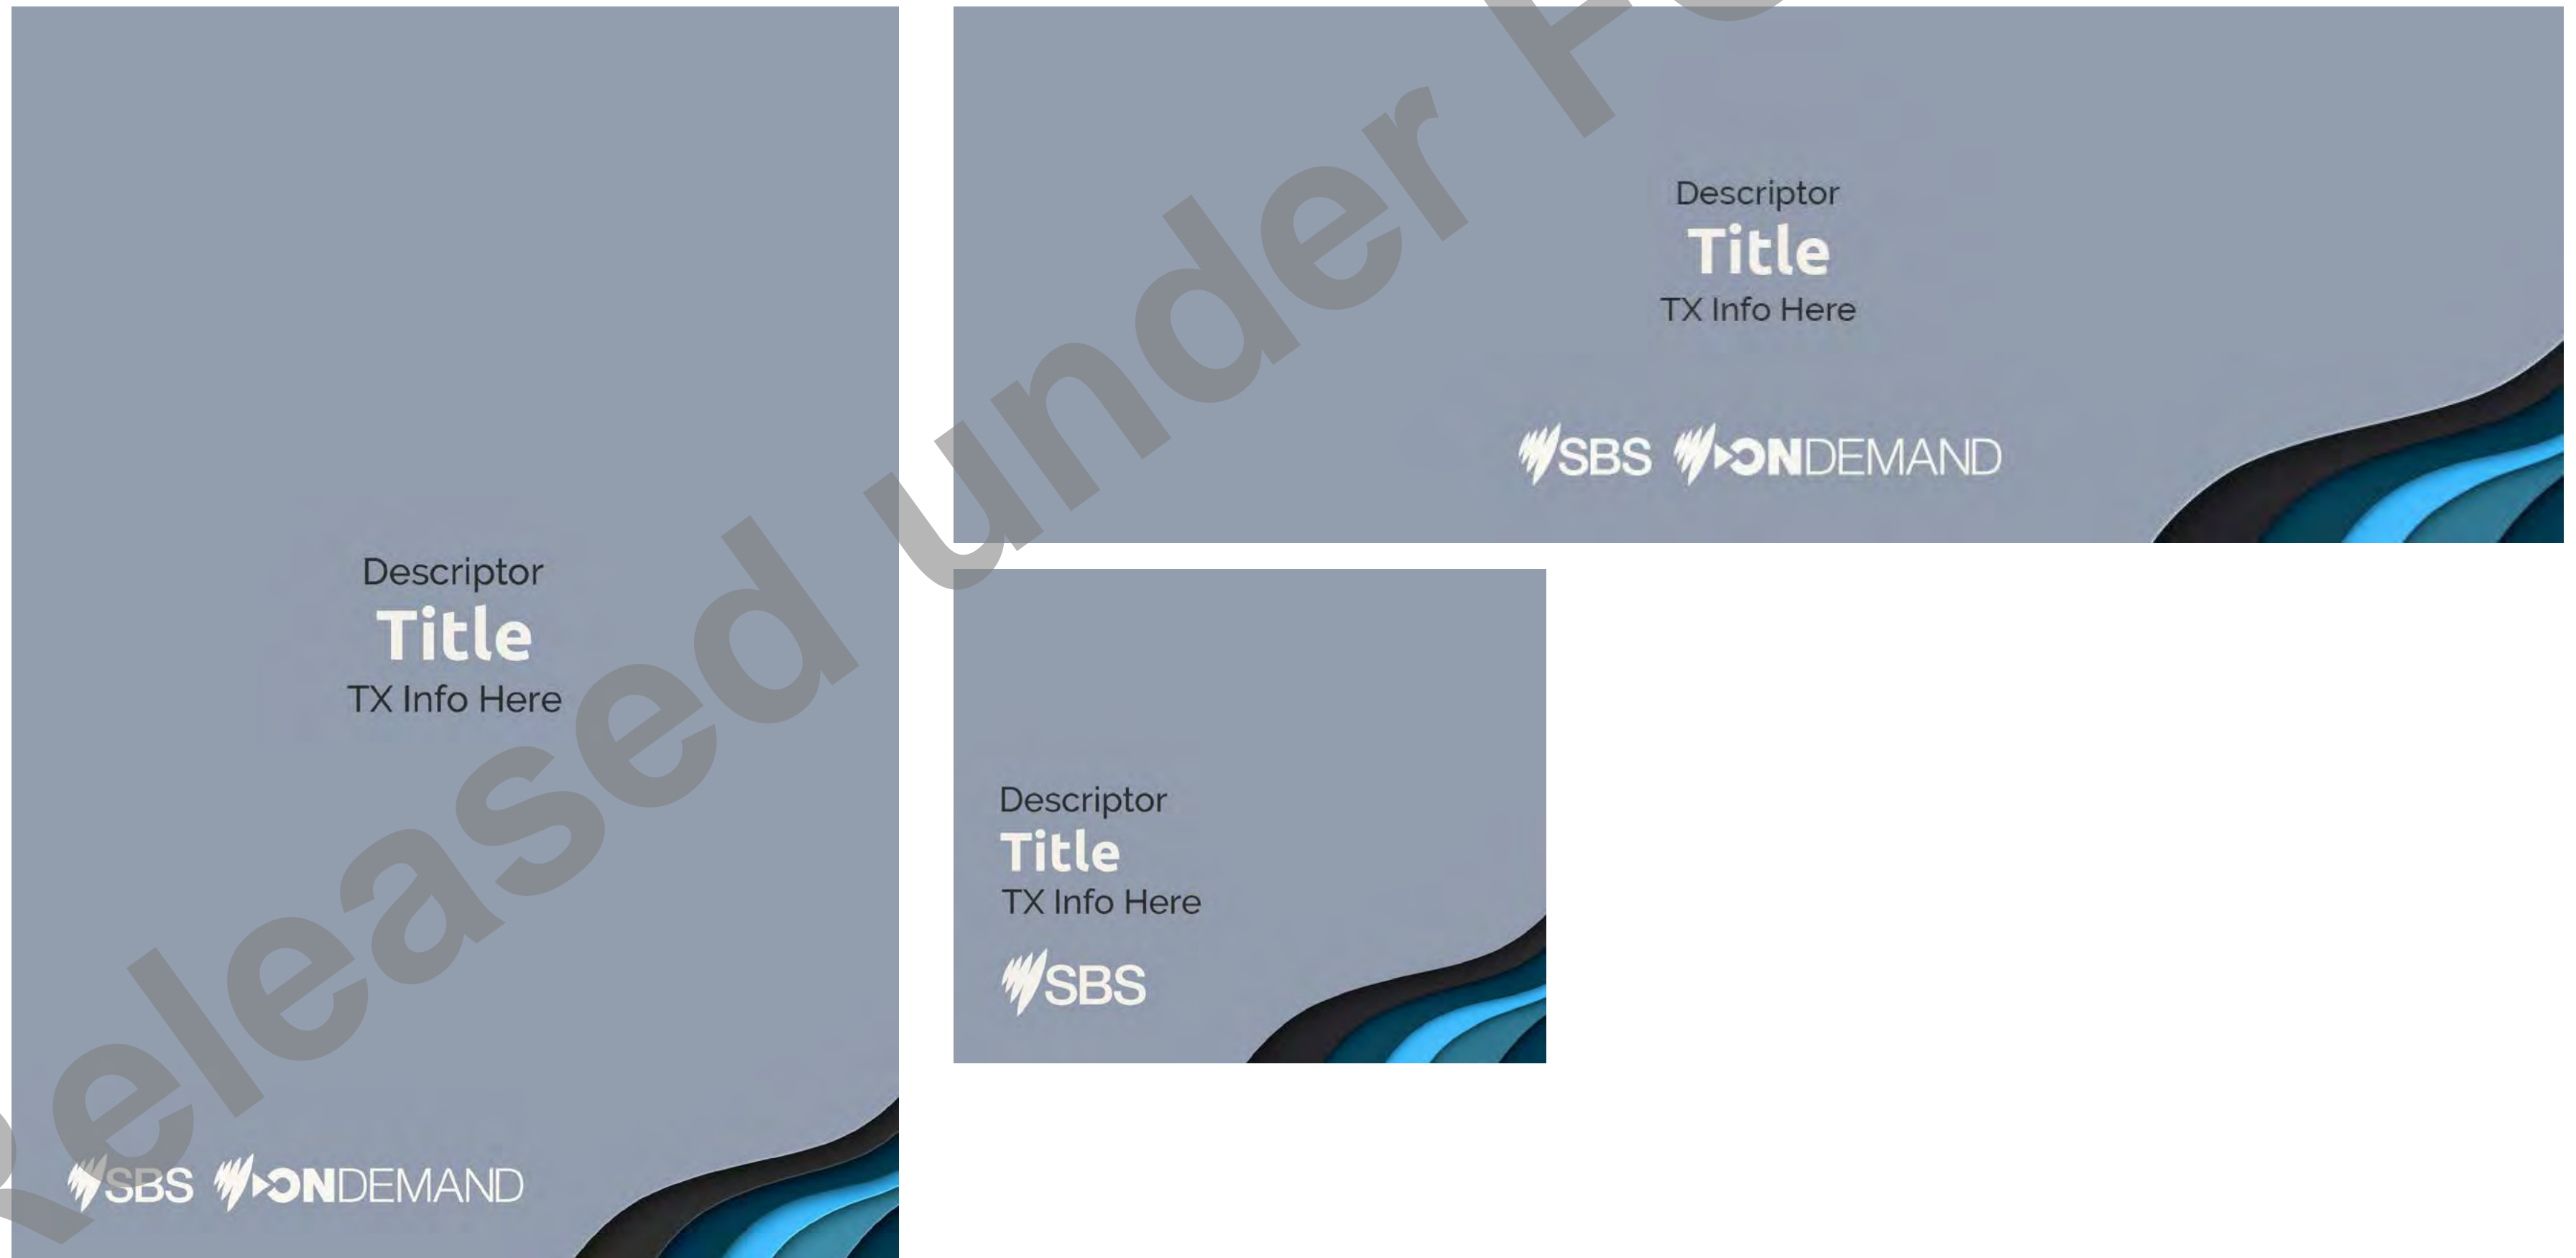 Descriptor
Title
TX Info Here
SBS ONDEMAND
Descriptor
Title
TX Info Here
SBS ONDEMAND
Descriptor
Title
TX Info Here
SBS
Released under